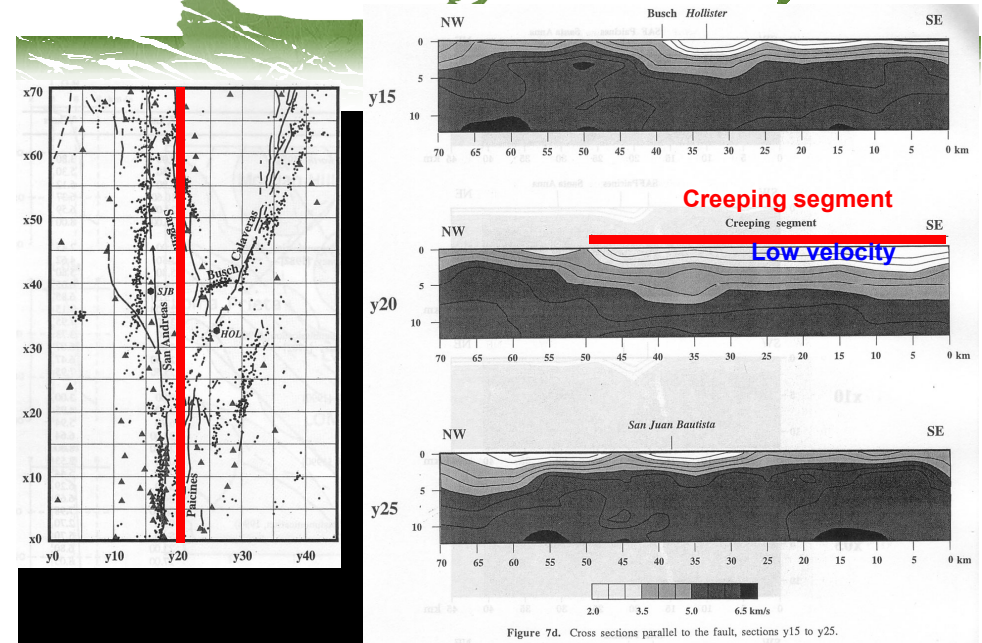 x70
x60
x50
x40
x30
x20
x10
x0
y0
y10
y20
y30
y40
SJB
San Andreas
Sargent
Busch
Calaveras
HOL
Paicines
Busch Hollister
NW
SE
y15
0
5
10
70 65 60 55 50 45 40 35 30 25 20 15 10 5 0 km
Creeping segment
Creeping segment
NW
SE
Low velocity
y20
0
5
10
70 65 60 55 50 45 40 35 30 25 20 15 10 5 0 km
San Juan Bautista
NW
SE
y25
0
5
10
70 65 60 55 50 45 40 35 30 25 20 15 10 5 0 km
2.0 3.5 5.0 6.5 km/s
Figure 7d. Cross sections parallel to the fault, sections y15 to y25.